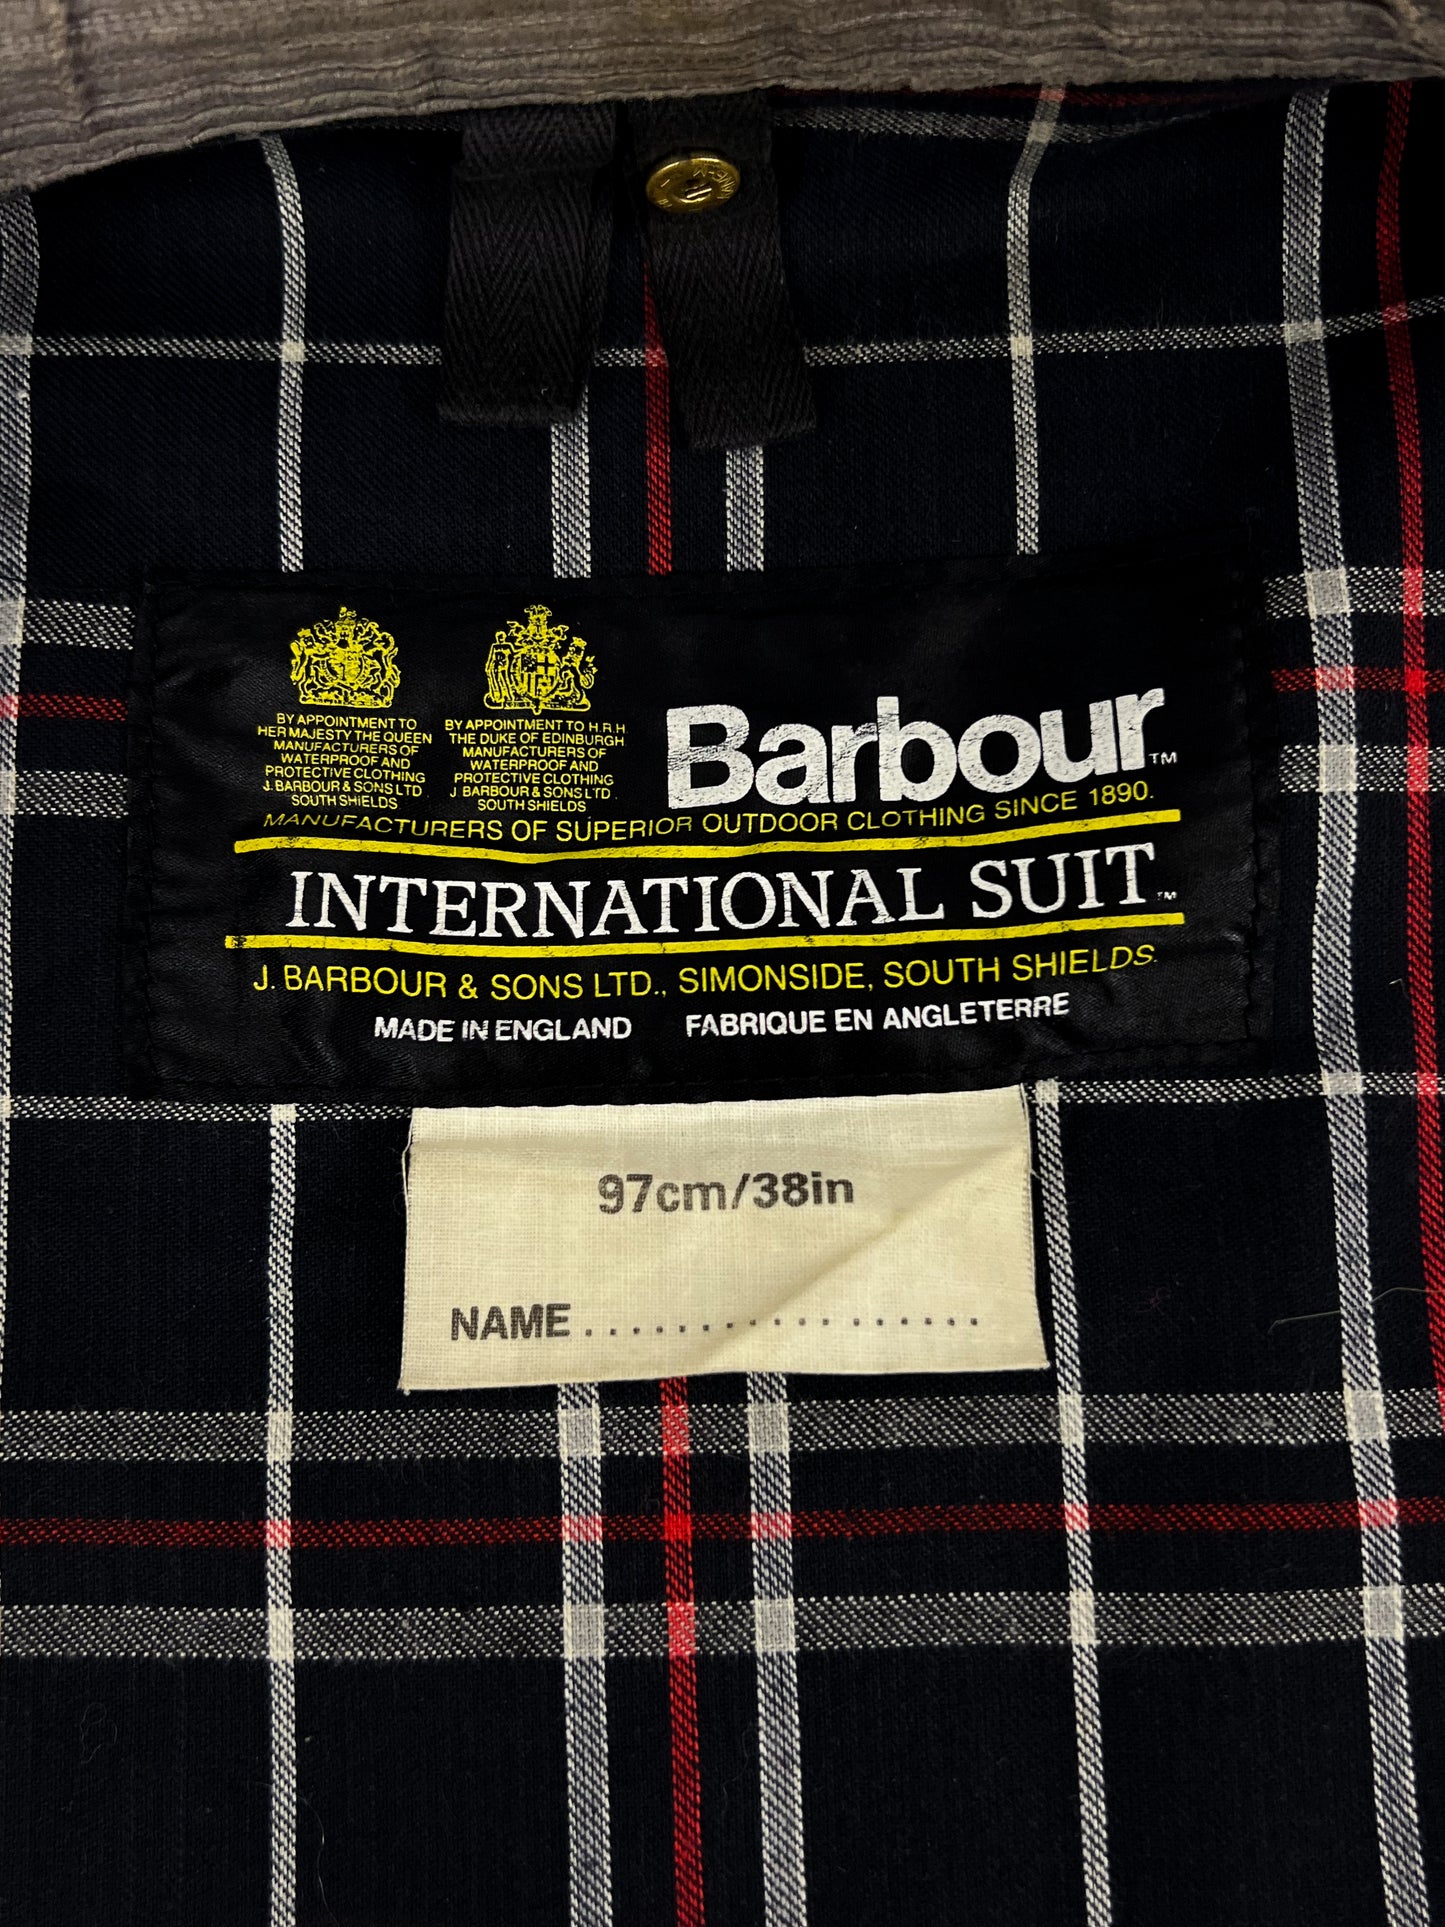 BY APPOINTMENT TO
HER MAJESTY THE QUEEN
MANUFACTURERS OF
WATERPROOF AND
PROTECTIVE CLOTHING
J. BARBOUR & SONS LTD
SOUTH SHIELDS
BY APPOINTMENT TO H.R.H
THE DUKE OF EDINBURGH
MANUFACTURERS OF
WATERPROOF AND
PROTECTIVE CLOTHING
J. BARBOUR & SONS LTD.
SOUTH SHIELDS
Barbour™
MANUFACTURERS OF SUPERIOR OUTDOOR CLOTHING SINCE 1890.
INTERNATIONAL SUIT™
J. BARBOUR & SONS LTD., SIMONSIDE, SOUTH SHIELDS.
MADE IN ENGLAND FABRIQUE EN ANGLETERRE
97cm/38in
NAME..................